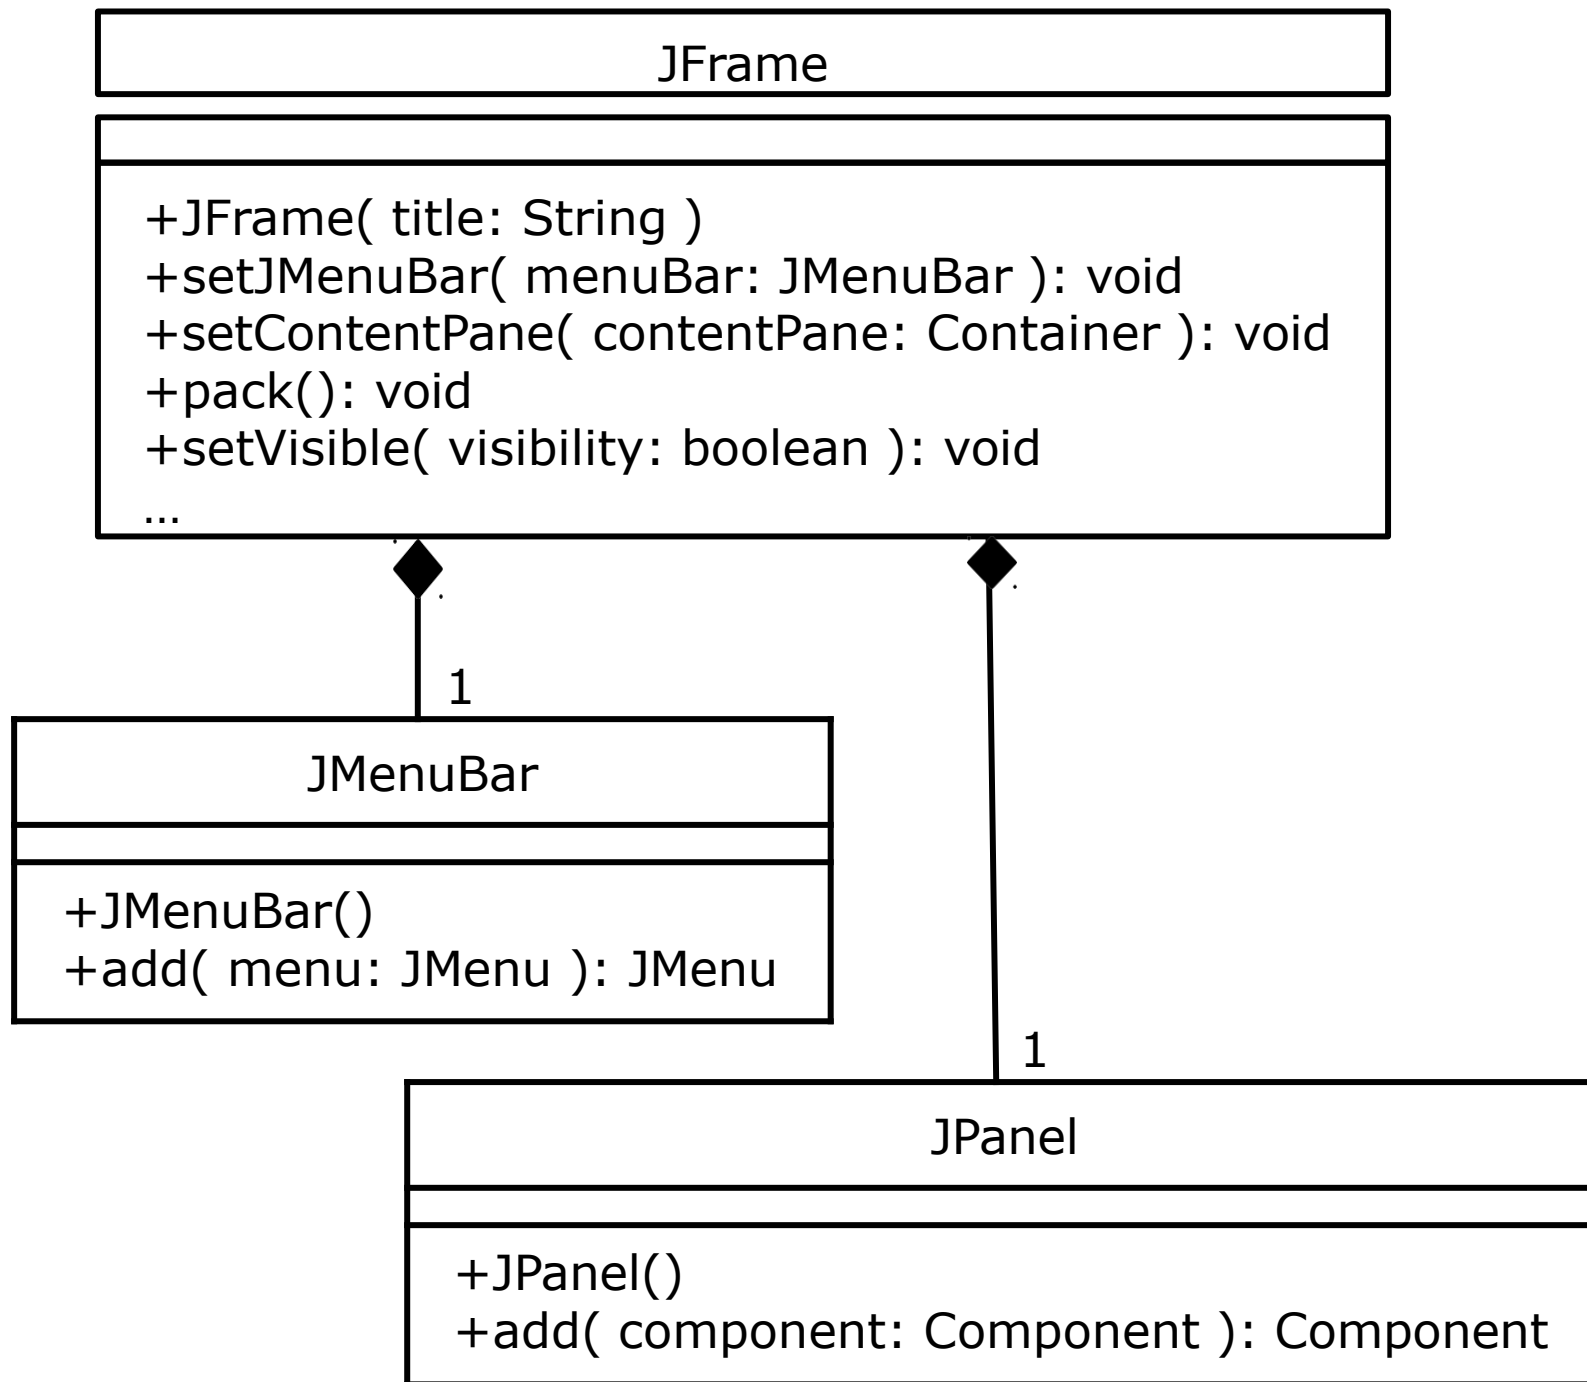 JFrame
+JFrame( title: String )
+setJMenuBar( menuBar: JMenuBar ): void
+setContentPane( contentPane: Container ): void
+pack(): void
+setVisible( visibility: boolean ): void
…
1
JMenuBar
+JMenuBar()
+add( menu: JMenu ): JMenu
1
JPanel
+JPanel()
+add( component: Component ): Component